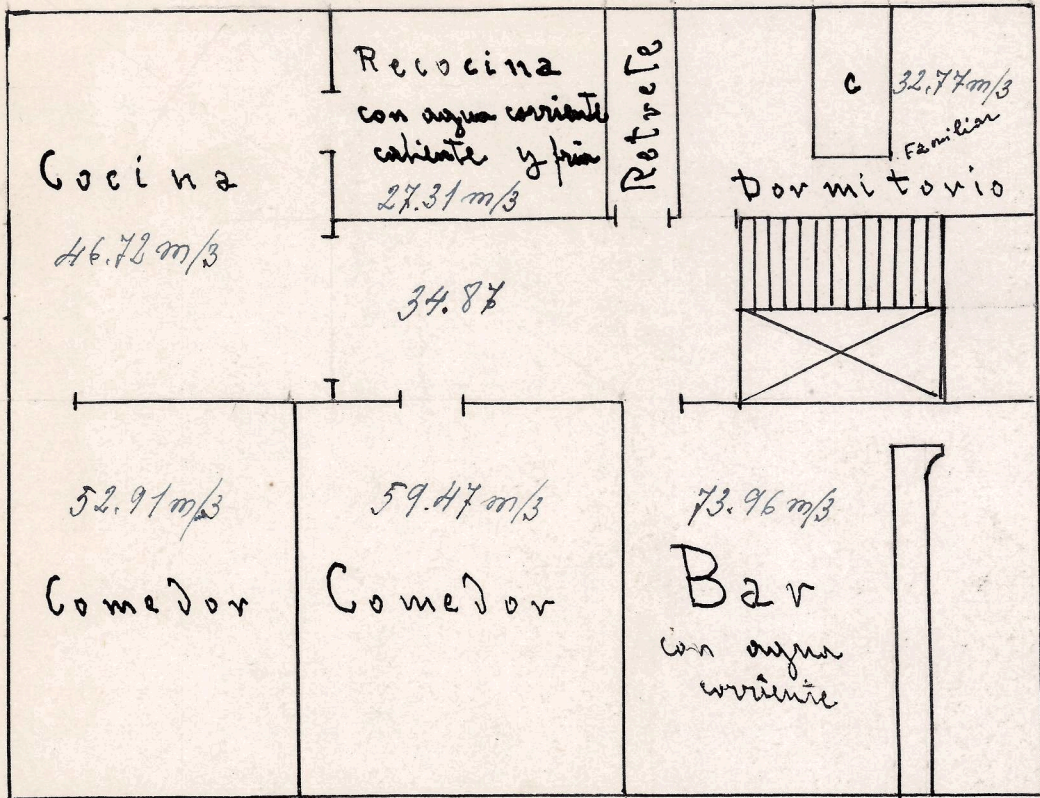 Cocina
46.72 m/3
Recocina
con agua corriente
caliente y fria
27.31 m/3
Retrete
c
32.77 m/3
Familiar
Dormitorio
34.87
52.91 m/3
Comedor
59.47 m/3
Comedor
73.96 m/3
Bar
con agua
corriente